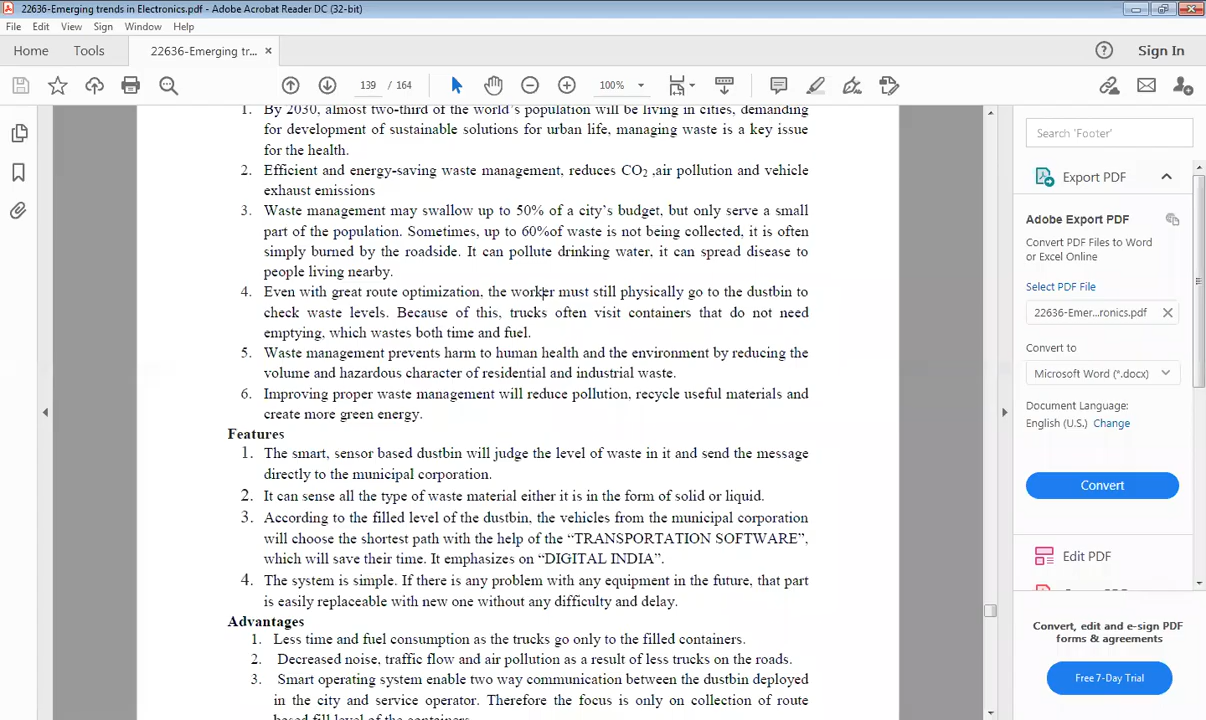 22636-Emerging trends in Electronics.pdf - Adobe Acrobat Reader DC (32-bit)
File Edit View Sign Window Help
Home Tools 22636-Emerging tr... × Sign In
139 / 164 100%
1. By 2030, almost two-third of the world's population will be living in cities, demanding
for development of sustainable solutions for urban life, managing waste is a key issue
for the health.
2. Efficient and energy-saving waste management, reduces CO2 ,air pollution and vehicle
exhaust emissions
3. Waste management may swallow up to 50% of a city's budget, but only serve a small
part of the population. Sometimes, up to 60%of waste is not being collected, it is often
simply burned by the roadside. It can pollute drinking water, it can spread disease to
people living nearby.
4. Even with great route optimization, the worker must still physically go to the dustbin to
check waste levels. Because of this, trucks often visit containers that do not need
emptying, which wastes both time and fuel.
5. Waste management prevents harm to human health and the environment by reducing the
volume and hazardous character of residential and industrial waste.
6. Improving proper waste management will reduce pollution, recycle useful materials and
create more green energy.
Features
1. The smart, sensor based dustbin will judge the level of waste in it and send the message
directly to the municipal corporation.
2. It can sense all the type of waste material either it is in the form of solid or liquid.
3. According to the filled level of the dustbin, the vehicles from the municipal corporation
will choose the shortest path with the help of the “TRANSPORTATION SOFTWARE”,
which will save their time. It emphasizes on “DIGITAL INDIA”.
4. The system is simple. If there is any problem with any equipment in the future, that part
is easily replaceable with new one without any difficulty and delay.
Advantages
1. Less time and fuel consumption as the trucks go only to the filled containers.
2. Decreased noise, traffic flow and air pollution as a result of less trucks on the roads.
3. Smart operating system enable two way communication between the dustbin deployed
in the city and service operator. Therefore the focus is only on collection of route
based fill level of the containers.
Search 'Footer'
Export PDF
Adobe Export PDF
Convert PDF Files to Word
or Excel Online
Select PDF File
22636-Emer...ronics.pdf
Convert to
Microsoft Word (*.docx)
Document Language:
English (U.S.) Change
Convert
Edit PDF
Convert, edit and e-sign PDF
forms & agreements
Free 7-Day Trial